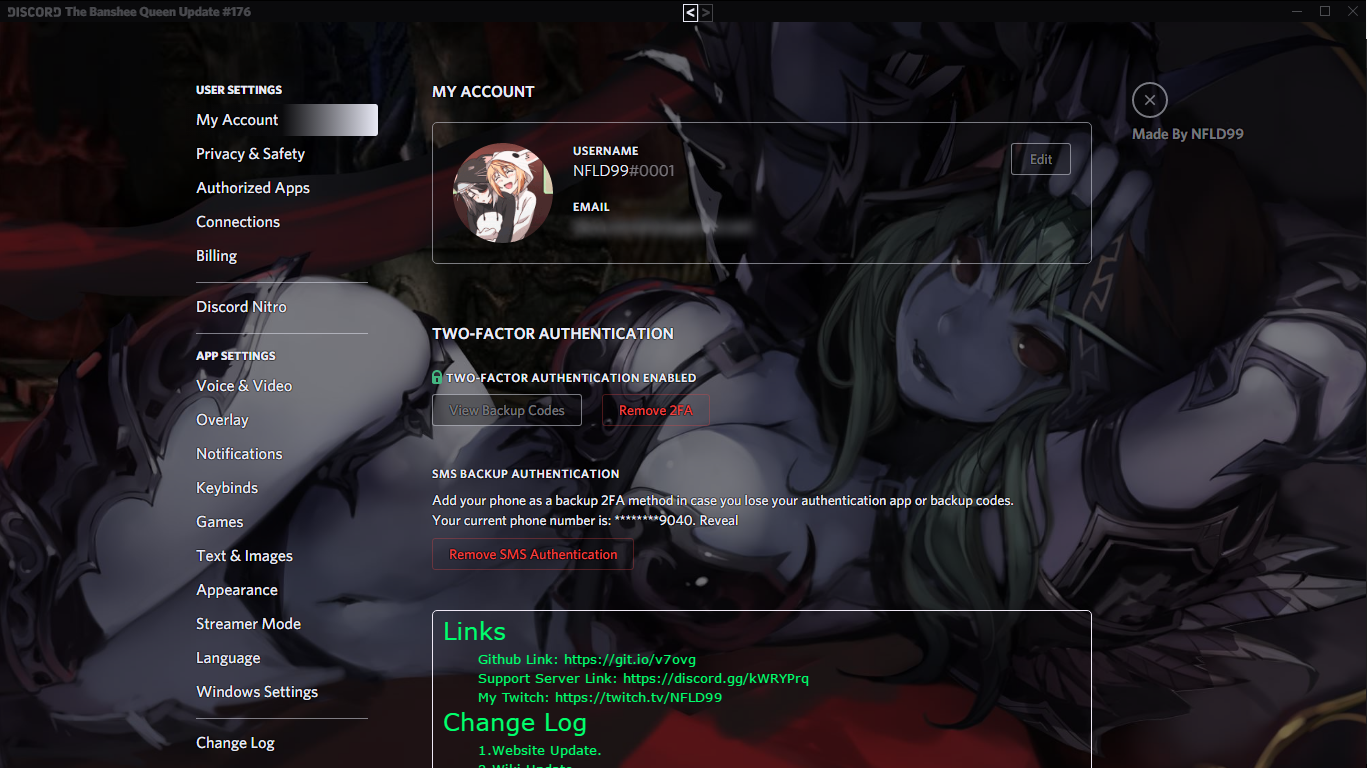 DISCORD The Banshee Queen Update #176
< >
USER SETTINGS
My Account
Privacy & Safety
Authorized Apps
Connections
Billing
Discord Nitro
APP SETTINGS
Voice & Video
Overlay
Notifications
Keybinds
Games
Text & Images
Appearance
Streamer Mode
Language
Windows Settings
Change Log
MY ACCOUNT
USERNAME
NFLD99#0001
Edit
EMAIL
TWO-FACTOR AUTHENTICATION
TWO-FACTOR AUTHENTICATION ENABLED
View Backup Codes
Remove 2FA
SMS BACKUP AUTHENTICATION
Add your phone as a backup 2FA method in case you lose your authentication app or backup codes.
Your current phone number is: ********9040. Reveal
Remove SMS Authentication
Links
Github Link: https://git.io/v7ovg
Support Server Link: https://discord.gg/kWRYPrq
My Twitch: https://twitch.tv/NFLD99
Change Log
1.Website Update.
2.Wiki Update.
Made By NFLD99